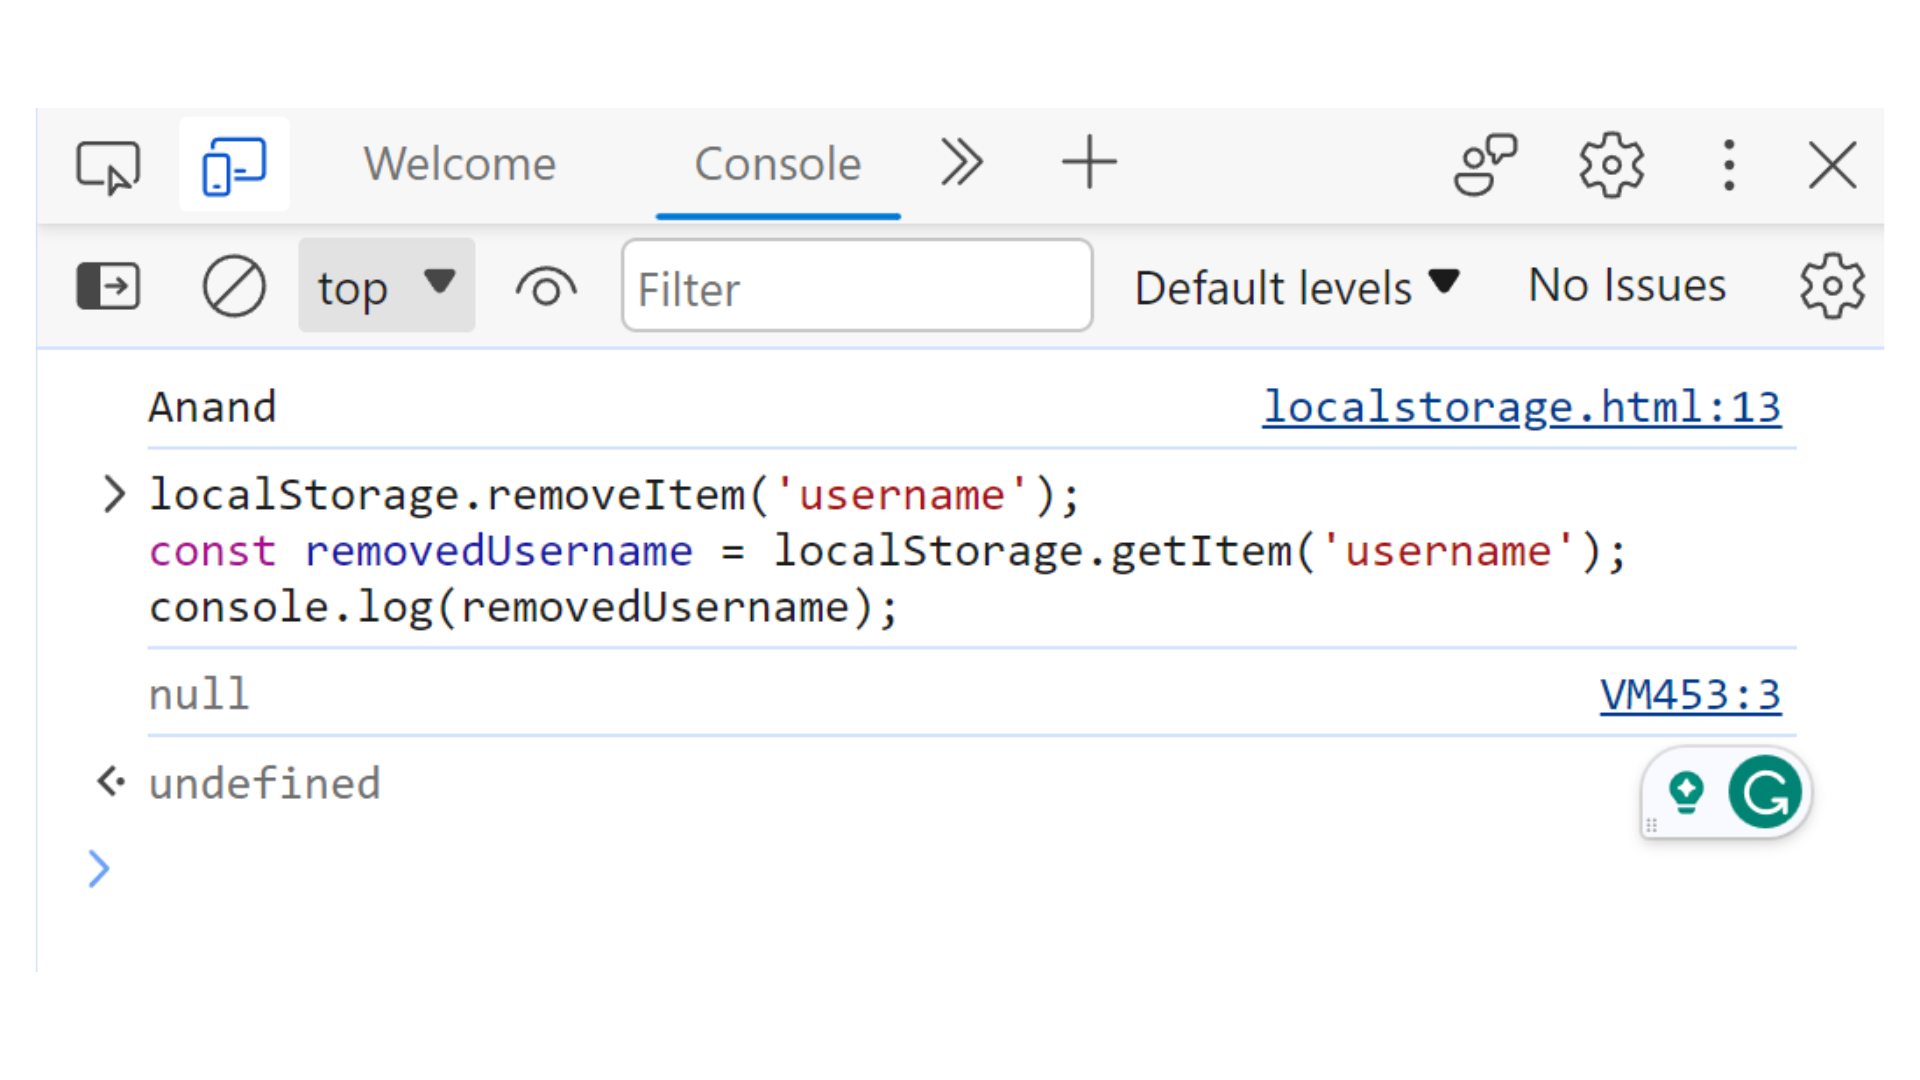 Welcome Console
top Filter Default levels No Issues
Anand localstorage.html:13
localStorage.removeItem('username');
const removedUsername = localStorage.getItem('username');
console.log(removedUsername);
null VM453:3
undefined